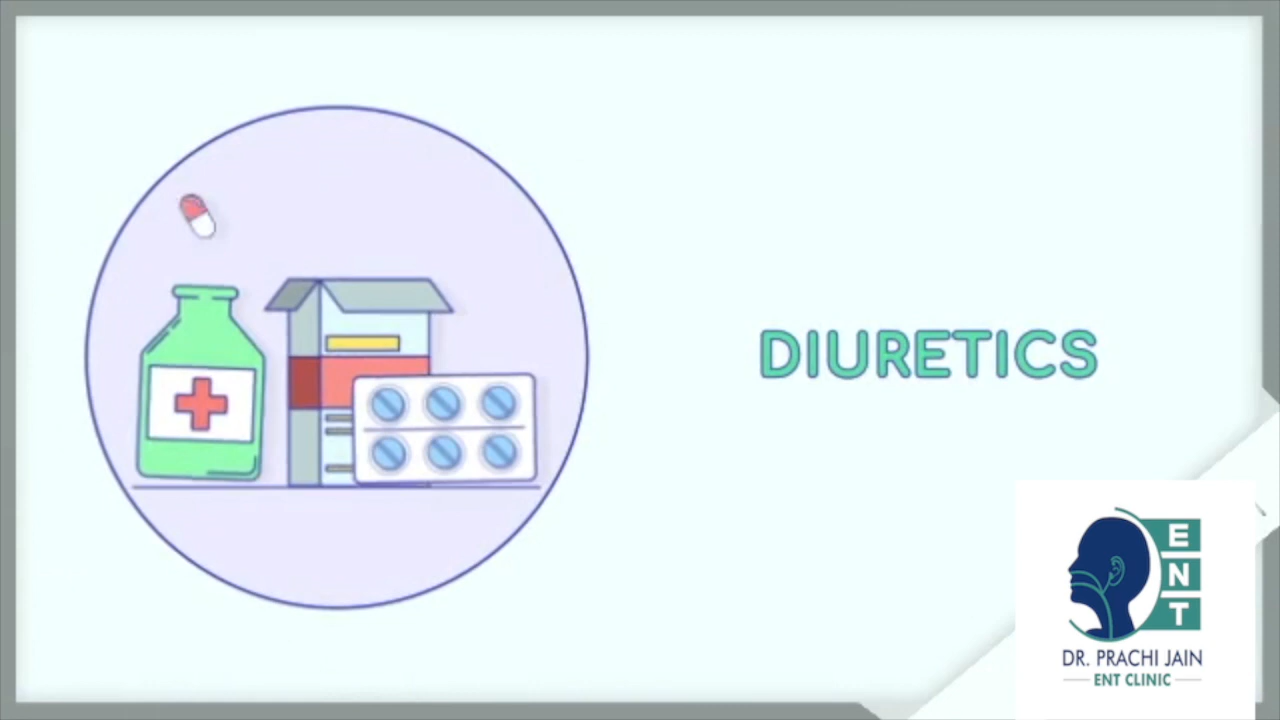 DIURETICS
E
N
T
DR. PRACHI JAIN
ENT CLINIC